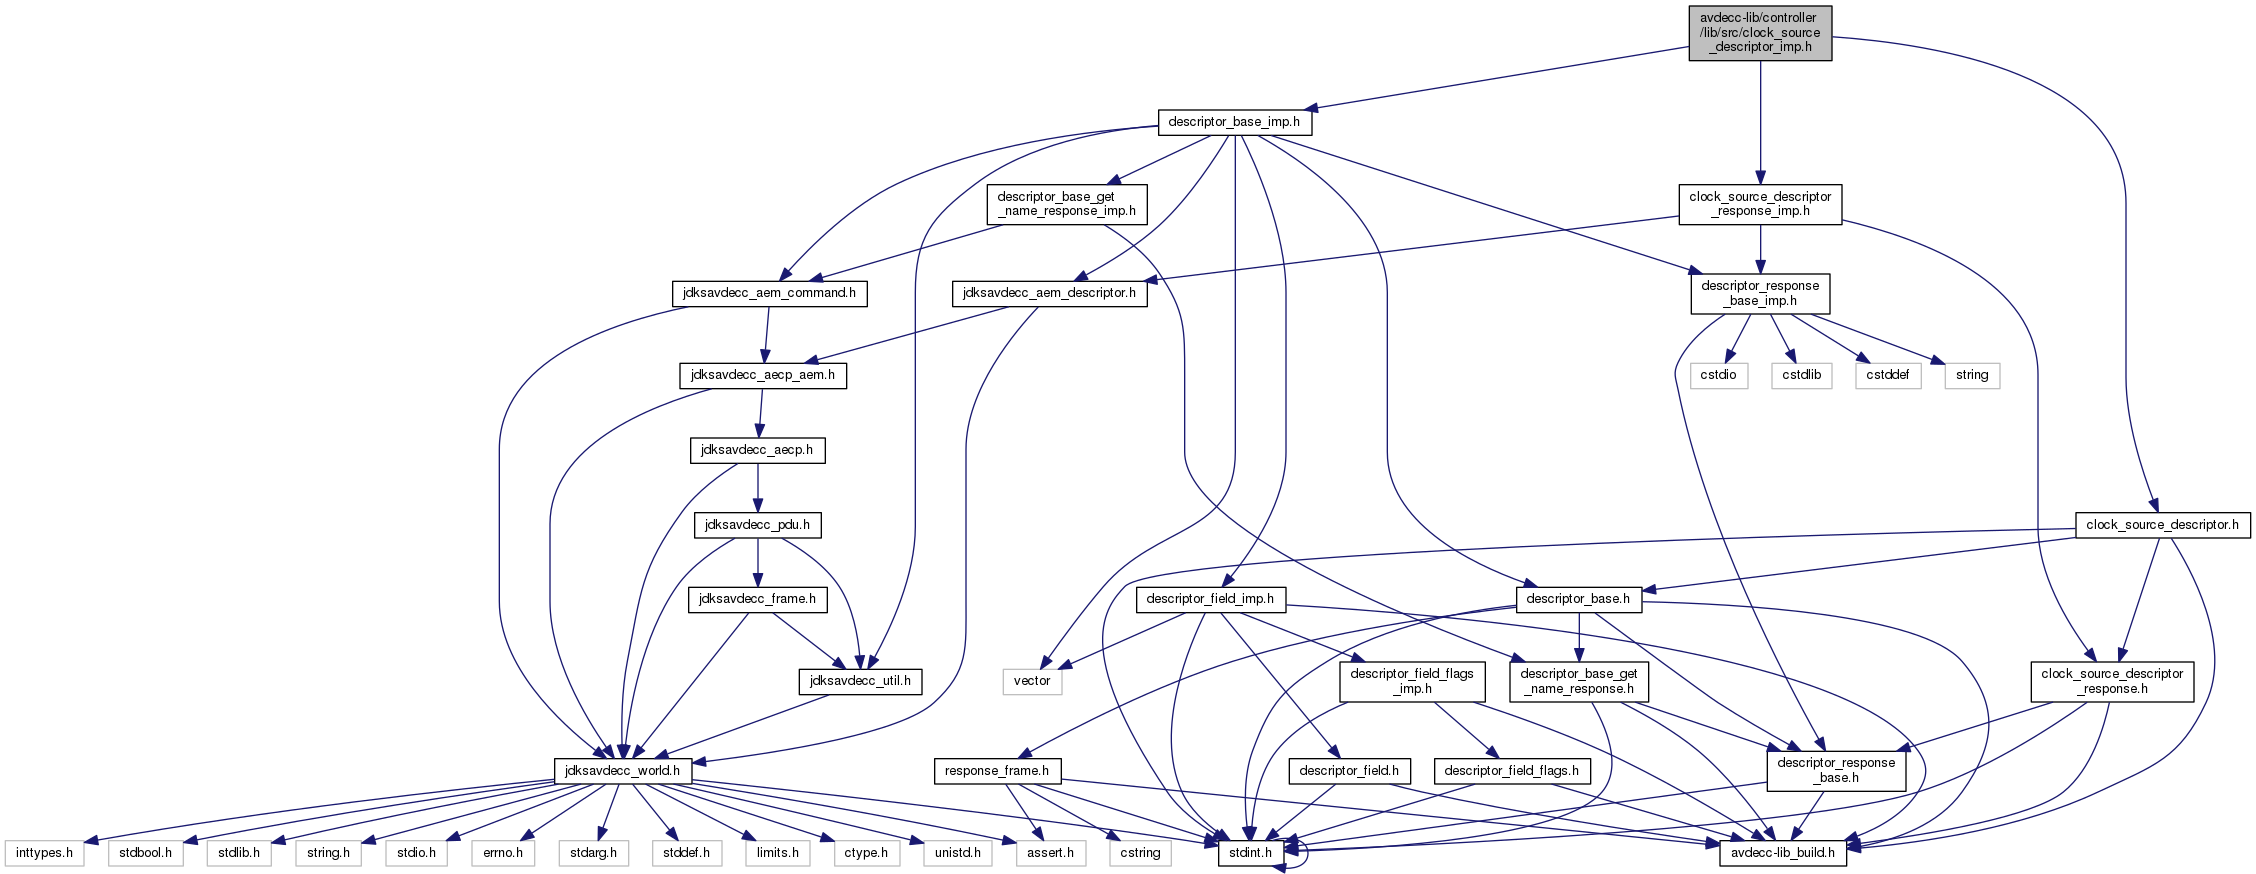 avdecc-lib/controller
/lib/src/clock_source
_descriptor_imp.h
descriptor_base_imp.h
descriptor_base_get
_name_response_imp.h
clock_source_descriptor
_response_imp.h
jdksavdecc_aem_command.h
jdksavdecc_aem_descriptor.h
descriptor_response
_base_imp.h
jdksavdecc_aecp_aem.h
cstdio
cstdlib
cstddef
string
jdksavdecc_aecp.h
jdksavdecc_pdu.h
clock_source_descriptor.h
jdksavdecc_frame.h
descriptor_field_imp.h
descriptor_base.h
jdksavdecc_util.h
vector
descriptor_field_flags
_imp.h
descriptor_base_get
_name_response.h
clock_source_descriptor
_response.h
jdksavdecc_world.h
response_frame.h
descriptor_field.h
descriptor_field_flags.h
descriptor_response
_base.h
inttypes.h
stdbool.h
stdlib.h
string.h
stdio.h
errno.h
stdarg.h
stddef.h
limits.h
ctype.h
unistd.h
assert.h
cstring
stdint.h
avdecc-lib_build.h